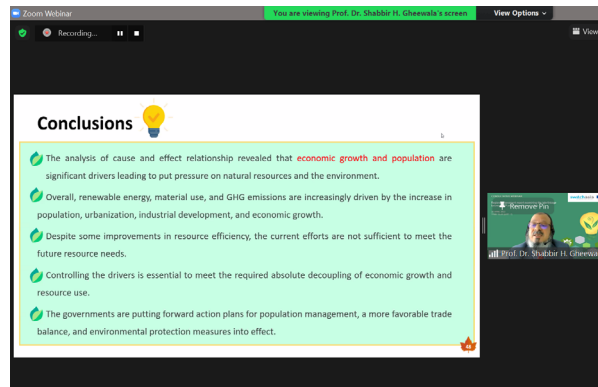 Zoom Webinar
You are viewing Prof. Dr. Shabbir H. Gheewala's screen
View Options
Recording...
View
Conclusions
The analysis of cause and effect relationship revealed that economic growth and population are
significant drivers leading to put pressure on natural resources and the environment.
Overall, renewable energy, material use, and GHG emissions are increasingly driven by the increase in
population, urbanization, industrial development, and economic growth.
Despite some improvements in resource efficiency, the current efforts are not sufficient to meet the
future resource needs.
Controlling the drivers is essential to meet the required absolute decoupling of economic growth and
resource use.
The governments are putting forward action plans for population management, a more favorable trade
balance, and environmental protection measures into effect.
Remove Pin
Prof. Dr. Shabbir H. Gheewa